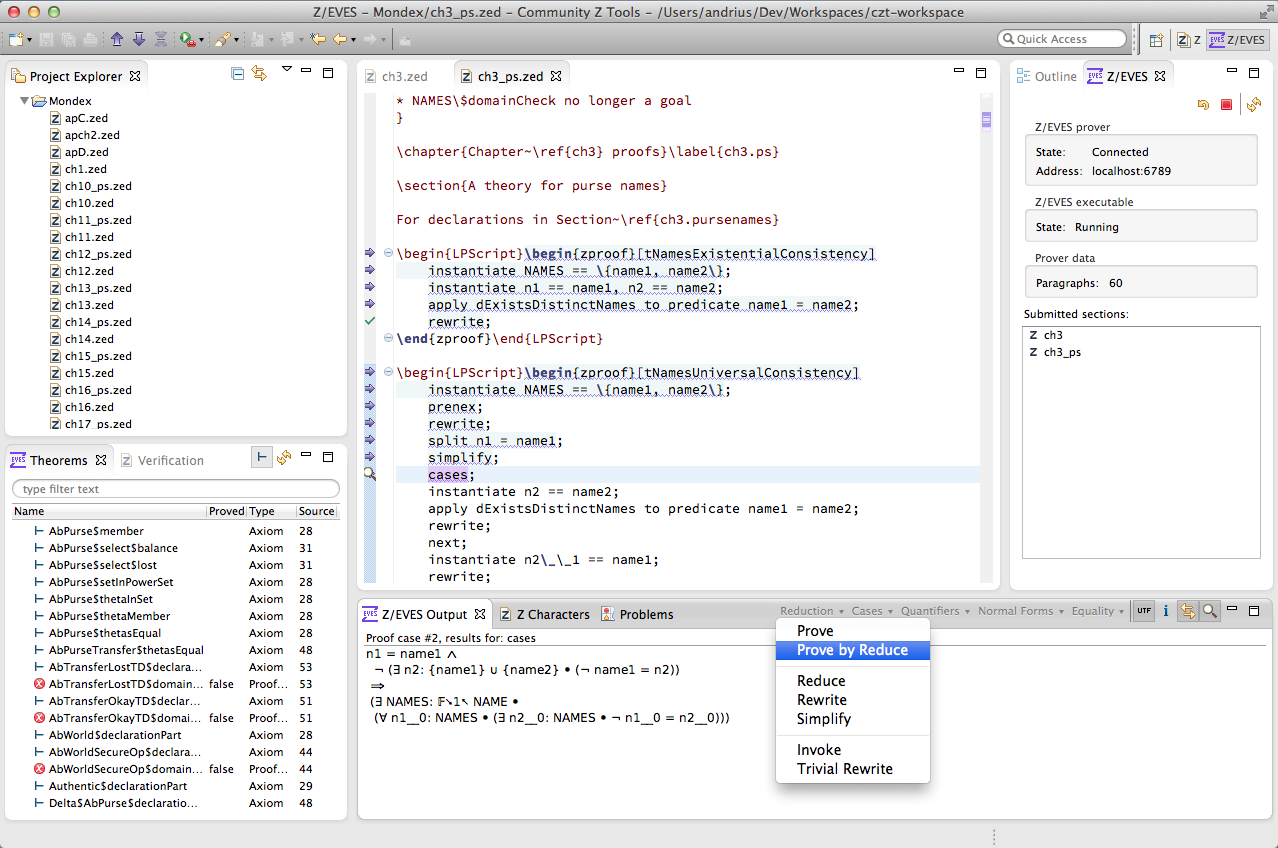 Z/EVES – Mondex/ch3_ps.zed – Community Z Tools – /Users/andrius/Dev/Workspaces/czt-workspace
Quick Access
Z
Z/EVES
Project Explorer
Mondex
apC.zed
apch2.zed
apD.zed
ch1.zed
ch10_ps.zed
ch10.zed
ch11_ps.zed
ch11.zed
ch12_ps.zed
ch12.zed
ch13_ps.zed
ch13.zed
ch14_ps.zed
ch14.zed
ch15_ps.zed
ch15.zed
ch16_ps.zed
ch16.zed
ch17_ps.zed
Theorems
Verification
type filter text
Name Proved Type Source
AbPurse$member Axiom 28
AbPurse$select$balance Axiom 31
AbPurse$select$lost Axiom 31
AbPurse$setInPowerSet Axiom 28
AbPurse$thetaInSet Axiom 28
AbPurse$thetaMember Axiom 28
AbPurse$thetasEqual Axiom 28
AbPurseTransfer$thetasEqual Axiom 48
AbTransferLostTD$declara... Axiom 53
AbTransferLostTD$domain... false Proof... 53
AbTransferOkayTD$declar... Axiom 51
AbTransferOkayTD$domai... false Proof... 51
AbWorld$declarationPart Axiom 28
AbWorldSecureOp$declara... Axiom 44
AbWorldSecureOp$domain... false Proof... 44
Authentic$declarationPart Axiom 29
Delta$AbPurse$declaratio... Axiom 48
ch3.zed
ch3_ps.zed
* NAMES\$domainCheck no longer a goal
}
\chapter{Chapter~\ref{ch3} proofs}\label{ch3.ps}
\section{A theory for purse names}
For declarations in Section~\ref{ch3.pursenames}
\begin{LPScript}\begin{zproof}[tNamesExistentialConsistency]
instantiate NAMES == \{name1, name2\};
instantiate n1 == name1, n2 == name2;
apply dExistsDistinctNames to predicate name1 = name2;
rewrite;
\end{zproof}\end{LPScript}
\begin{LPScript}\begin{zproof}[tNamesUniversalConsistency]
instantiate NAMES == \{name1, name2\};
prenex;
rewrite;
split n1 = name1;
simplify;
cases;
instantiate n2 == name2;
apply dExistsDistinctNames to predicate name1 = name2;
rewrite;
next;
instantiate n2\_\_1 == name1;
rewrite;
Outline
EVES Z/EVES
Z/EVES prover
State: Connected
Address: localhost:6789
Z/EVES executable
State: Running
Prover data
Paragraphs: 60
Submitted sections:
Z ch3
Z ch3_ps
Z/EVES Output
Z Characters
Problems
Reduction
Cases
Quantifiers
Normal Forms
Equality
UTF
Proof case #2, results for: cases
n1 = name1 ∧
¬ (∃ n2: {name1} ∪ {name2} • (¬ name1 = n2))
⇒
(∃ NAMES: 𝔽↘1↖ NAME •
(∀ n1__0: NAMES • (∃ n2__0: NAMES • ¬ n1__0 = n2__0)))
Prove
Prove by Reduce
Reduce
Rewrite
Simplify
Invoke
Trivial Rewrite